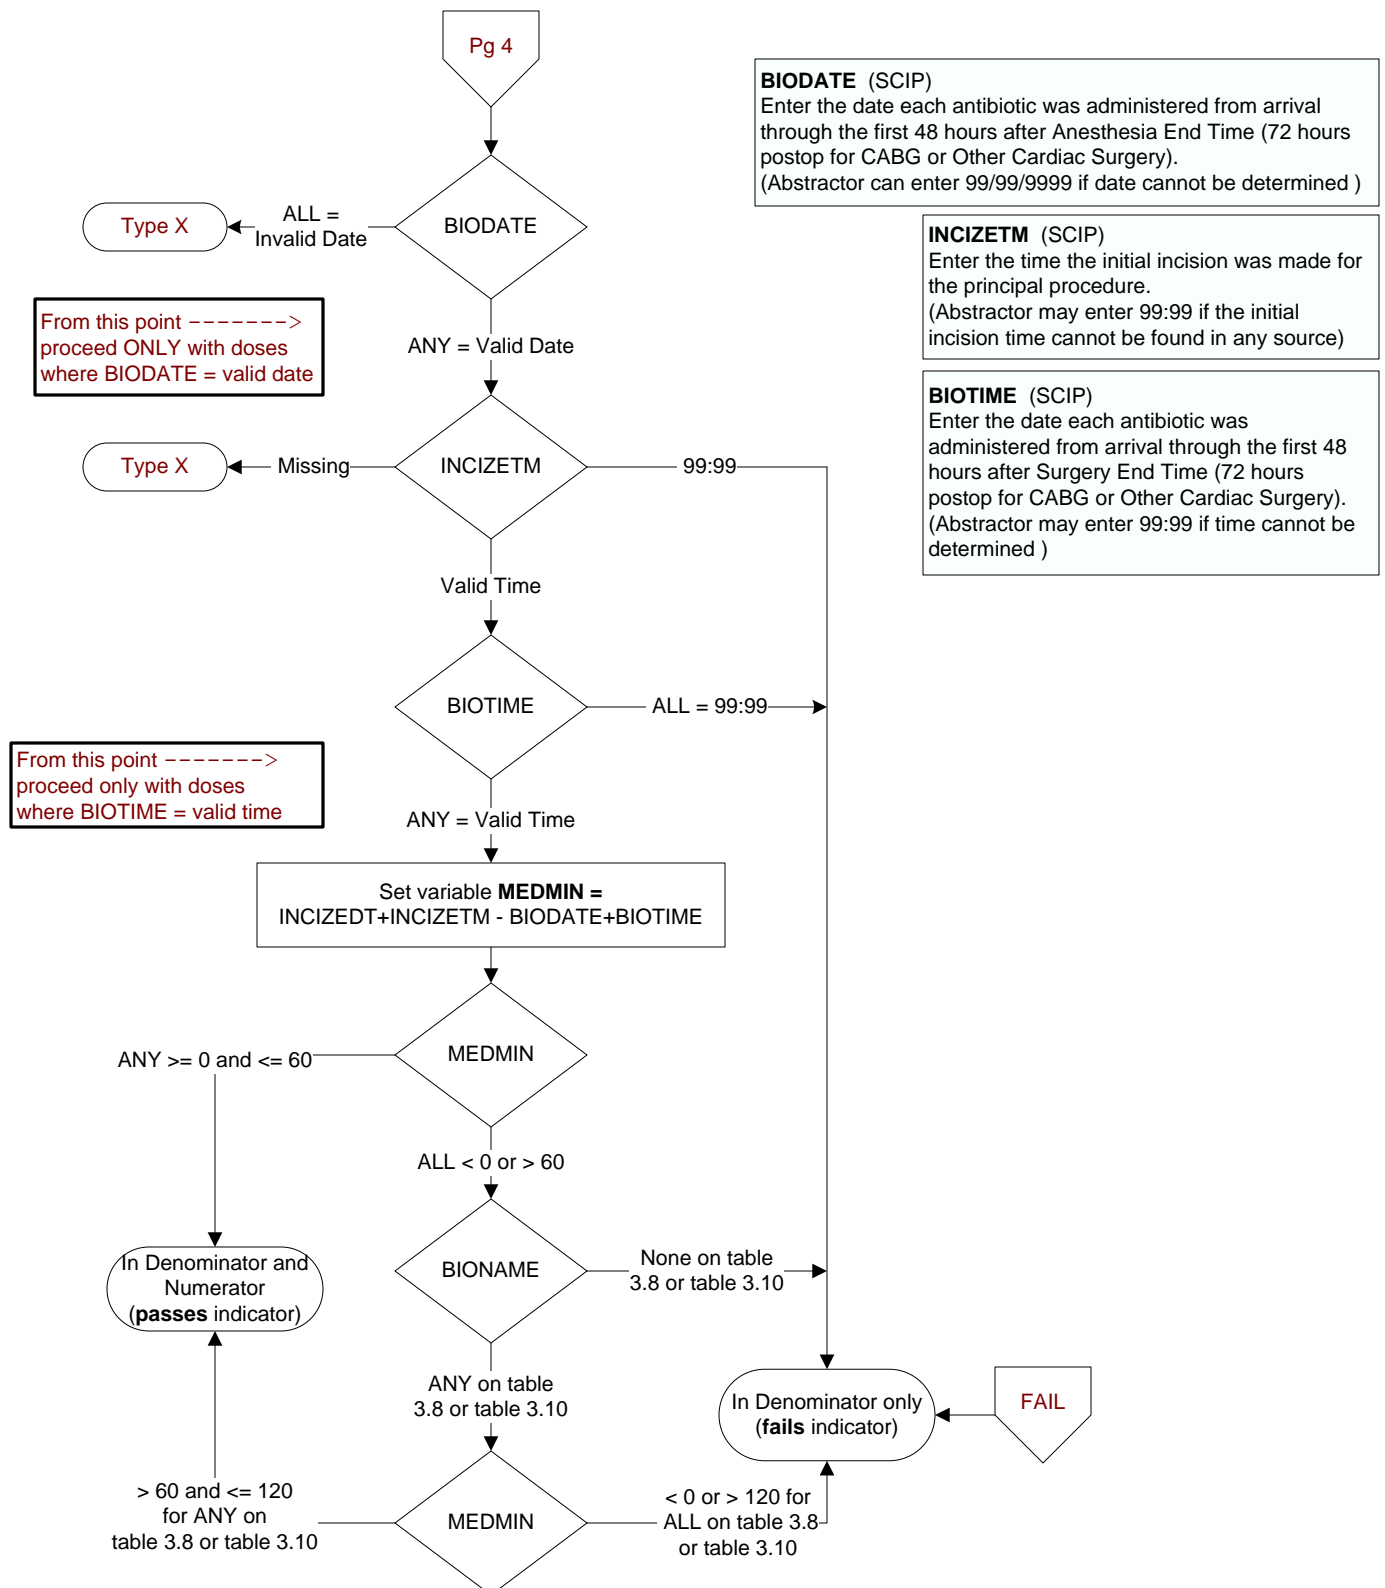 Pg 4
BIODATE (SCIP)
Enter the date each antibiotic was administered from arrival
through the first 48 hours after Anesthesia End Time (72 hours
postop for CABG or Other Cardiac Surgery).
(Abstractor can enter 99/99/9999 if date cannot be determined )
Type X
ALL =
Invalid Date
BIODATE
INCIZETM (SCIP)
Enter the time the initial incision was made for
the principal procedure.
(Abstractor may enter 99:99 if the initial
incision time cannot be found in any source)
From this point ------->
proceed ONLY with doses
where BIODATE = valid date
ANY = Valid Date
BIOTIME (SCIP)
Enter the date each antibiotic was
administered from arrival through the first 48
hours after Surgery End Time (72 hours
postop for CABG or Other Cardiac Surgery).
(Abstractor may enter 99:99 if time cannot be
determined )
Type X
Missing
INCIZETM
99:99
Valid Time
BIOTIME
ALL = 99:99
From this point ------->
proceed only with doses
where BIOTIME = valid time
ANY = Valid Time
Set variable MEDMIN =
INCIZEDT+INCIZETM - BIODATE+BIOTIME
ANY >= 0 and <= 60
MEDMIN
ALL < 0 or > 60
In Denominator and
Numerator
(passes indicator)
BIONAME
None on table
3.8 or table 3.10
ANY on table
3.8 or table 3.10
In Denominator only
(fails indicator)
FAIL
> 60 and <= 120
for ANY on
table 3.8 or table 3.10
MEDMIN
< 0 or > 120 for
ALL on table 3.8
or table 3.10